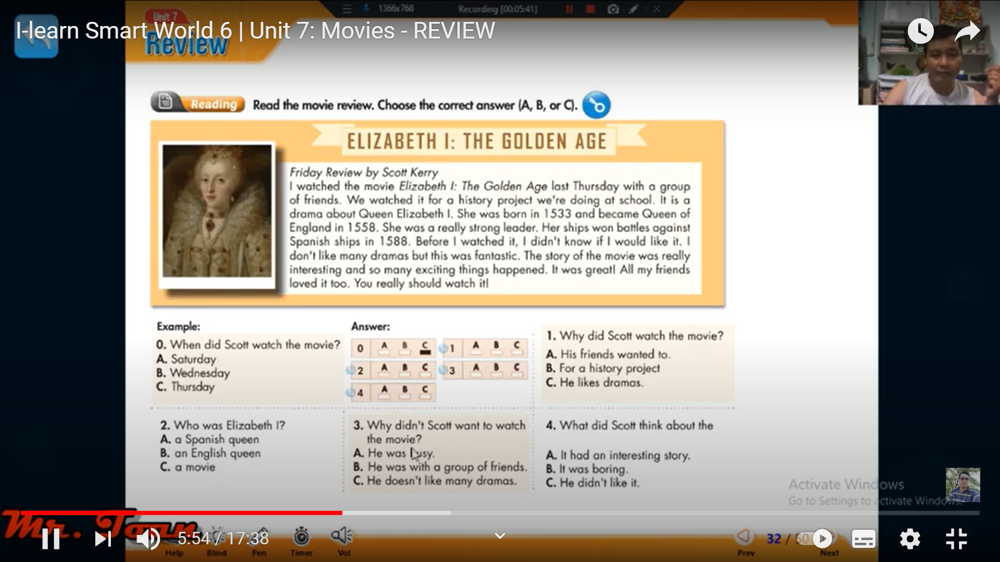 1366x768
Recording [00:05:41]
Unit 7
I-learn Smart World 6 | Unit 7: Movies - REVIEW
Review
Reading
Read the movie review. Choose the correct answer (A, B, or C).
ELIZABETH I: THE GOLDEN AGE
Friday Review by Scott Kerry
I watched the movie Elizabeth I: The Golden Age last Thursday with a group
of friends. We watched it for a history project we're doing at school. It is a
drama about Queen Elizabeth I. She was born in 1533 and became Queen of
England in 1558. She was a really strong leader. Her ships won battles against
Spanish ships in 1588. Before I watched it, I didn't know if I would like it. I
don't like many dramas but this was fantastic. The story of the movie was really
interesting and so many exciting things happened. It was great! All my friends
loved it too. You really should watch it!
Example:
0. When did Scott watch the movie?
A. Saturday
B. Wednesday
C. Thursday
Answer:
0 A B C
1 A B C
2 A B C
3 A B C
4 A B C
1. Why did Scott watch the movie?
A. His friends wanted to.
B. For a history project
C. He likes dramas.
2. Who was Elizabeth I?
A. a Spanish queen
B. an English queen
C. a movie
3. Why didn't Scott want to watch
the movie?
A. He was busy.
B. He was with a group of friends.
C. He doesn't like many dramas.
4. What did Scott think about the
A. It had an interesting story.
B. It was boring.
C. He didn't like it.
Activate Windows
Go to Settings to activate Windows.
Mr. Toan
5:54 / 17:38
Help
Blind
Pen
Timer
Vol
Prev
32 / 50
Next